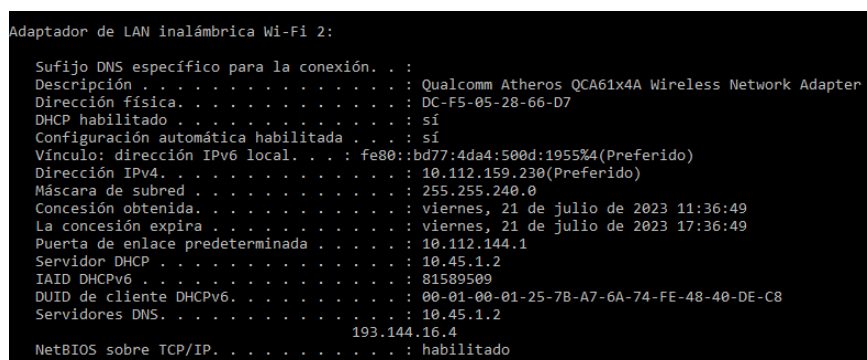 Adaptador de LAN inalámbrica Wi-Fi 2:
Sufijo DNS específico para la conexión. . :
Descripción . . . . . . . . . . . . . . . : Qualcomm Atheros QCA61x4A Wireless Network Adapter
Dirección física. . . . . . . . . . . . . : DC-F5-05-28-66-D7
DHCP habilitado . . . . . . . . . . . . . : sí
Configuración automática habilitada . . . : sí
Vínculo: dirección IPv6 local. . . : fe80::bd77:4da4:500d:1955%4(Preferido)
Dirección IPv4. . . . . . . . . . . . . . : 10.112.159.230(Preferido)
Máscara de subred . . . . . . . . . . . . : 255.255.240.0
Concesión obtenida. . . . . . . . . . . . : viernes, 21 de julio de 2023 11:36:49
La concesión expira . . . . . . . . . . . : viernes, 21 de julio de 2023 17:36:49
Puerta de enlace predeterminada . . . . . : 10.112.144.1
Servidor DHCP . . . . . . . . . . . . . . : 10.45.1.2
IAID DHCPv6 . . . . . . . . . . . . . . . : 81589509
DUID de cliente DHCPv6. . . . . . . . . . : 00-01-00-01-25-7B-A7-6A-74-FE-48-40-DE-C8
Servidores DNS. . . . . . . . . . . . . . : 10.45.1.2
193.144.16.4
NetBIOS sobre TCP/IP. . . . . . . . . . . : habilitado